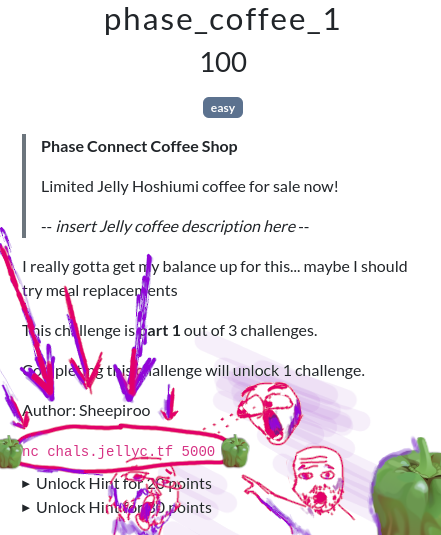 phase_coffee_1
100
easy
Phase Connect Coffee Shop
Limited Jelly Hoshiumi coffee for sale now!
-- insert Jelly coffee description here --
I really gotta get my balance up for this... maybe I should
try meal replacements
This challenge is part 1 out of 3 challenges.
Completing this challenge will unlock 1 challenge.
Author: Sheepiroo
nc chals.jellyc.tf 5000
▸ Unlock Hint for 20 points
▸ Unlock Hint for 30 points